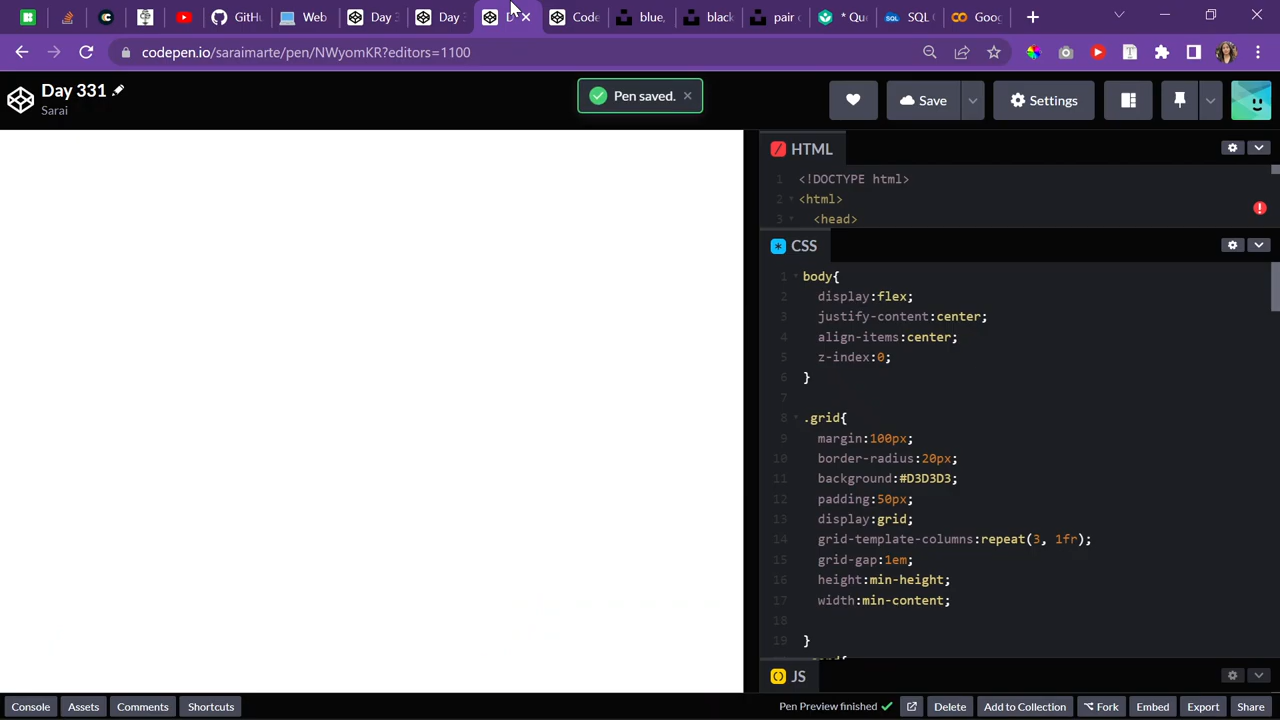 GitHu
Web
Day 3
Day 3
D
Code
blue,
black
pair o
* Qu
SQL
Goog
codepen.io/saraimarte/pen/NWyomKR?editors=1100
Day 331
Sarai
Pen saved.
Save
Settings
HTML
1 <!DOCTYPE html>
2 <html>
3 <head>
CSS
1 body{
2 display:flex;
3 justify-content:center;
4 align-items:center;
5 z-index:0;
6 }
7
8 .grid{
9 margin:100px;
10 border-radius:20px;
11 background:#D3D3D3;
12 padding:50px;
13 display:grid;
14 grid-template-columns:repeat(3, 1fr);
15 grid-gap:1em;
16 height:min-height;
17 width:min-content;
18
19 }
JS
Console
Assets
Comments
Shortcuts
Pen Preview finished
Delete
Add to Collection
Fork
Embed
Export
Share